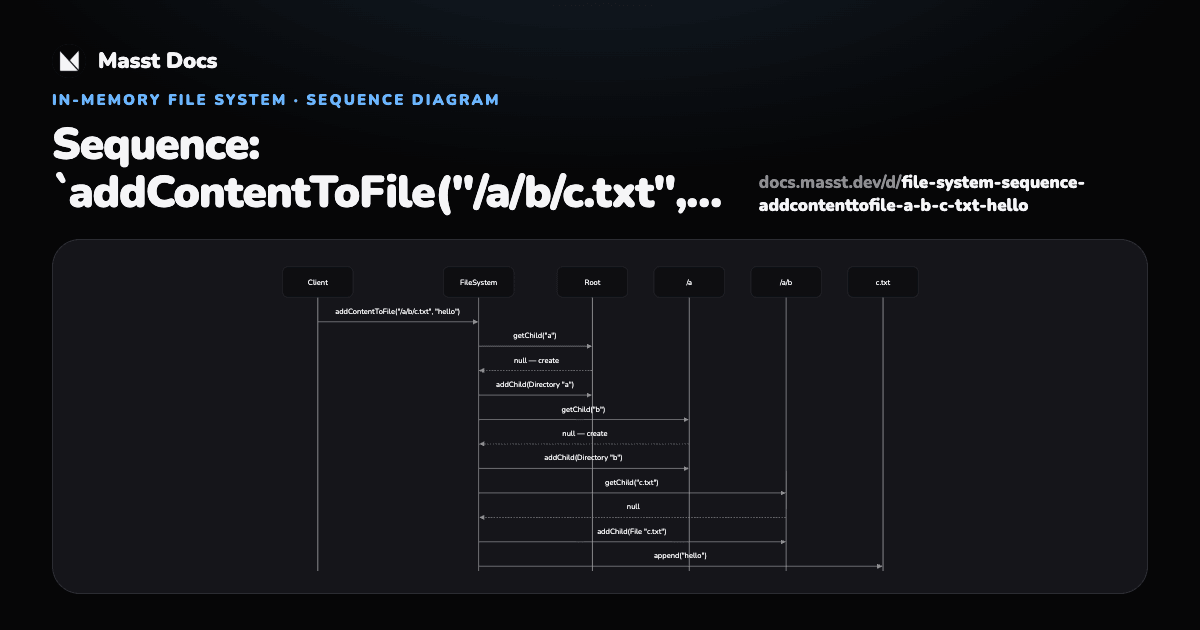 Masst Docs
IN-MEMORY FILE SYSTEM · SEQUENCE DIAGRAM
Sequence:
`addContentToFile("/a/b/c.txt",...
docs.masst.dev/d/file-system-sequence-
addcontenttofile-a-b-c-txt-hello
Client
FileSystem
Root
/a
/a/b
c.txt
addContentToFile("/a/b/c.txt", "hello")
getChild("a")
null — create
addChild(Directory "a")
getChild("b")
null — create
addChild(Directory "b")
getChild("c.txt")
null
addChild(File "c.txt")
append("hello")